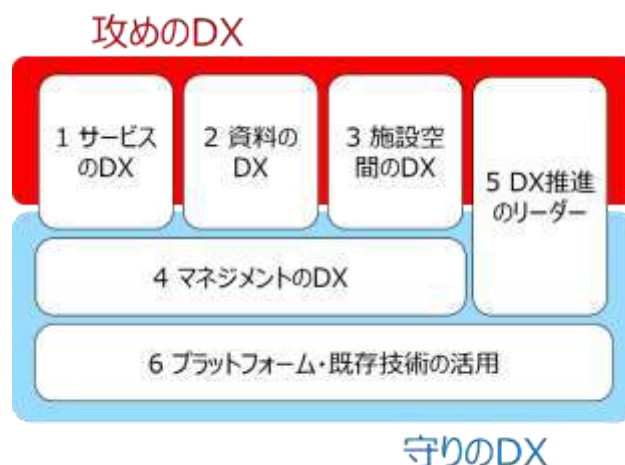 攻めのDX
1 サービス
のDX
2 資料の
DX
3 施設空
間のDX
5 DX推進
のリーダー
4 マネジメントのDX
6 プラットフォーム・既存技術の活用
守りのDX